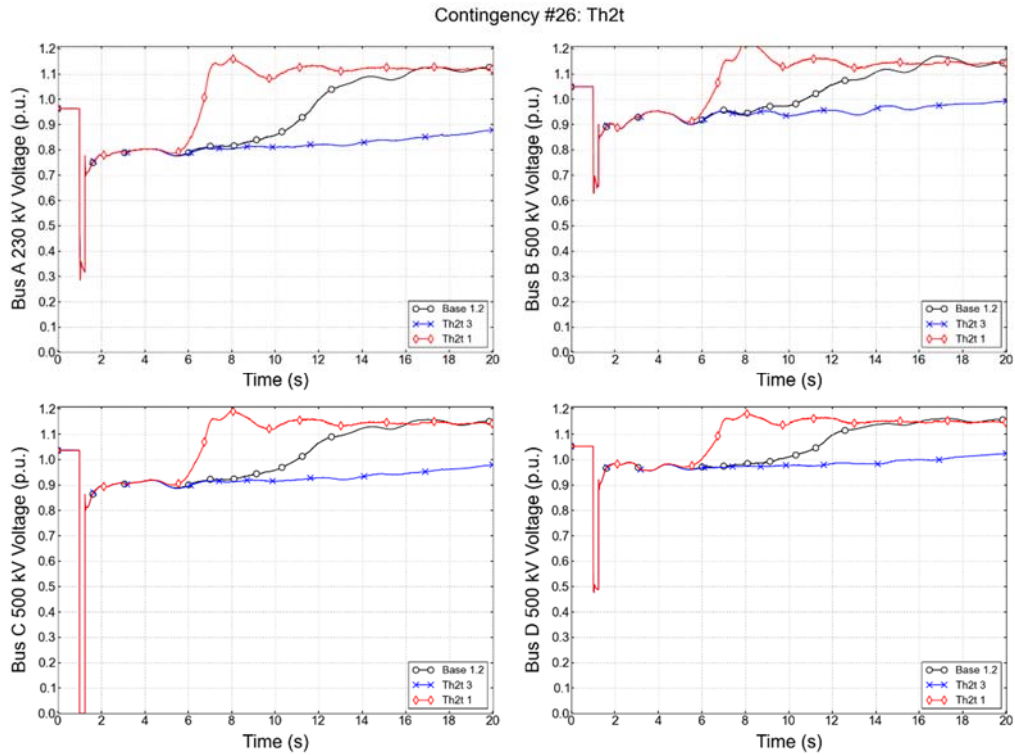 Contingency #26: Th2t
Bus A 230 kV Voltage (p.u.)
1.2
1.1
1.0
0.9
0.8
0.7
0.6
0.5
0.4
0.3
0.2
0.1
0.0
Base 1.2
Th2t 3
Th2t 1
0 2 4 6 8 10 12 14 16 18 20
Time (s)
Bus B 500 kV Voltage (p.u.)
1.2
1.1
1.0
0.9
0.8
0.7
0.6
0.5
0.4
0.3
0.2
0.1
0.0
Base 1.2
Th2t 3
Th2t 1
0 2 4 6 8 10 12 14 16 18 20
Time (s)
Bus C 500 kV Voltage (p.u.)
1.2
1.1
1.0
0.9
0.8
0.7
0.6
0.5
0.4
0.3
0.2
0.1
0.0
Base 1.2
Th2t 3
Th2t 1
0 2 4 6 8 10 12 14 16 18 20
Time (s)
Bus D 500 kV Voltage (p.u.)
1.2
1.1
1.0
0.9
0.8
0.7
0.6
0.5
0.4
0.3
0.2
0.1
0.0
Base 1.2
Th2t 3
Th2t 1
0 2 4 6 8 10 12 14 16 18 20
Time (s)